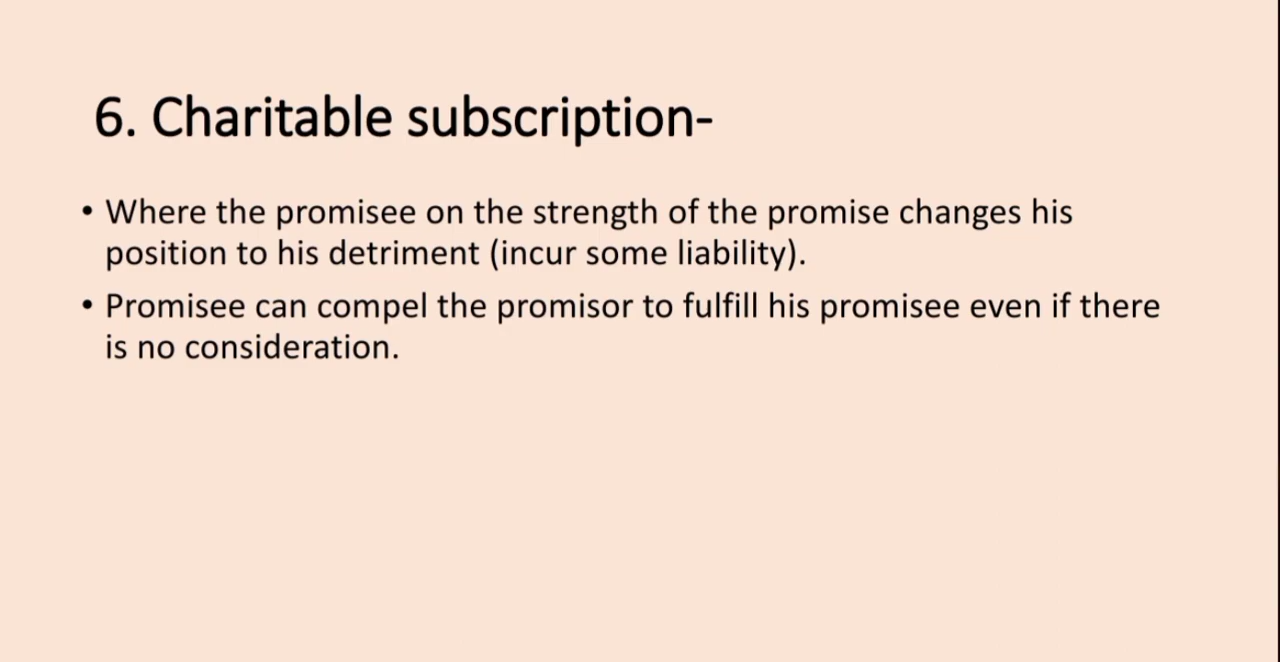 6. Charitable subscription-
• Where the promisee on the strength of the promise changes his
position to his detriment (incur some liability).
• Promisee can compel the promisor to fulfill his promisee even if there
is no consideration.